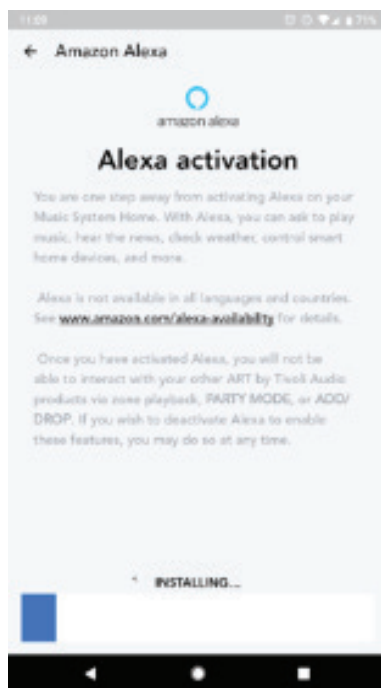 11:09
71%
← Amazon Alexa
amazon alexa
Alexa activation
You are one step away from activating Alexa on your
Music System Home. With Alexa, you can ask to play
music, hear the news, check weather, control smart
home devices, and more.
Alexa is not available in all languages and countries.
See www.amazon.com/alexa-availability for details.
Once you have activated Alexa, you will not be
able to interact with your other ART by Tivoli Audio
products via zone playback, PARTY MODE, or ADD/
DROP. If you wish to deactivate Alexa to enable
these features, you may do so at any time.
INSTALLING...